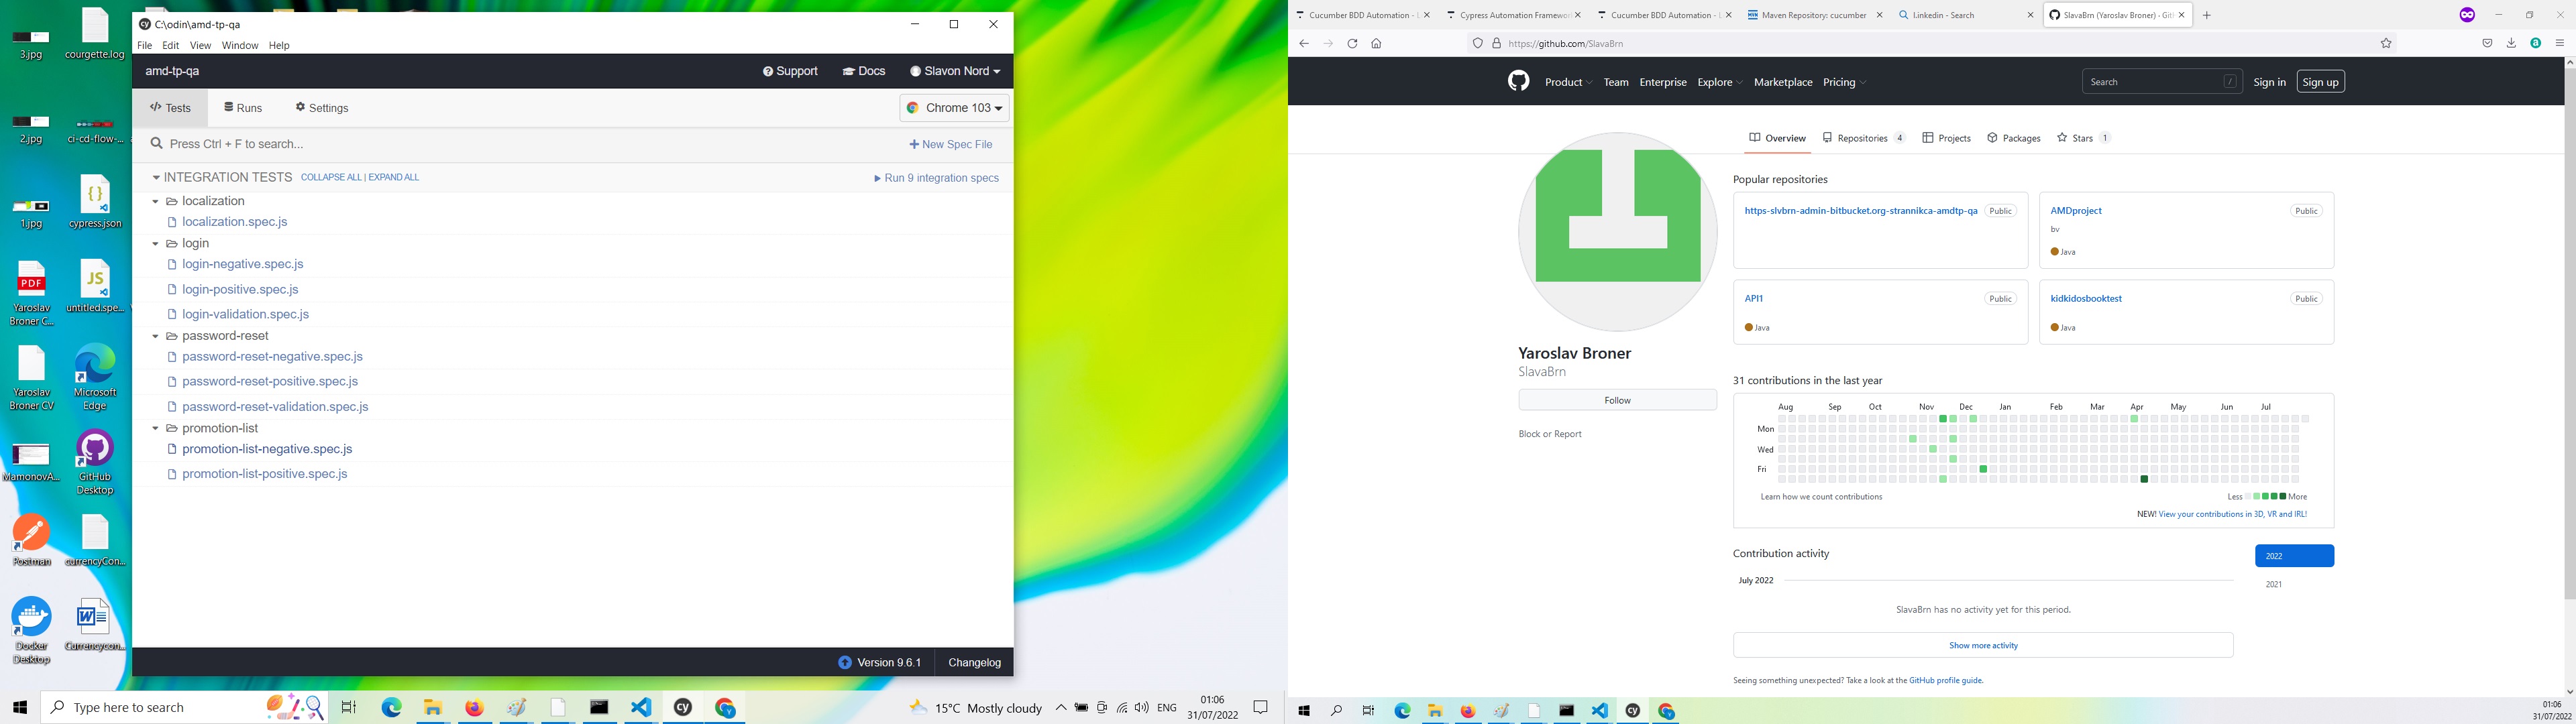 3.jpg
courgette.log
2.jpg
ci-cd-flow-...
1.jpg
cypress.json
Yaroslav Broner C...
untitled.spe...
Yaroslav Broner CV
Microsoft Edge
MamonovA...
GitHub Desktop
Postman
currencyCon...
Docker Desktop
Currencycon...
C:\odin\amd-tp-qa
File Edit View Window Help
amd-tp-qa
Support
Docs
Slavon Nord
Tests
Runs
Settings
Chrome 103
Press Ctrl + F to search...
New Spec File
INTEGRATION TESTS COLLAPSE ALL | EXPAND ALL
Run 9 integration specs
localization
localization.spec.js
login
login-negative.spec.js
login-positive.spec.js
login-validation.spec.js
password-reset
password-reset-negative.spec.js
password-reset-positive.spec.js
password-reset-validation.spec.js
promotion-list
promotion-list-negative.spec.js
promotion-list-positive.spec.js
Version 9.6.1
Changelog
Type here to search
15°C Mostly cloudy
ENG
01:06
31/07/2022
Cucumber BDD Automation -
Cypress Automation Framewor
Cucumber BDD Automation -
Maven Repository: cucumber
Linkedin - Search
SlavaBrn (Yaroslav Broner) · Git
https://github.com/SlavaBrn
Product Team Enterprise Explore Marketplace Pricing
Search /
Sign in
Sign up
Overview
Repositories 4
Projects
Packages
Stars 1
Popular repositories
https-slvbrn-admin-bitbucket.org-strannikca-amdtp-qa Public
AMDproject Public
bv
Java
API1 Public
Java
kidkidosbooktest Public
Java
Yaroslav Broner
SlavaBrn
Follow
Block or Report
31 contributions in the last year
Aug Sep Oct Nov Dec Jan Feb Mar Apr May Jun Jul
Mon
Wed
Fri
Learn how we count contributions
Less More
NEW! View your contributions in 3D, VR and IRL!
Contribution activity
2022
2021
July 2022
SlavaBrn has no activity yet for this period.
Show more activity
Seeing something unexpected? Take a look at the GitHub profile guide.
01:06
31/07/2022